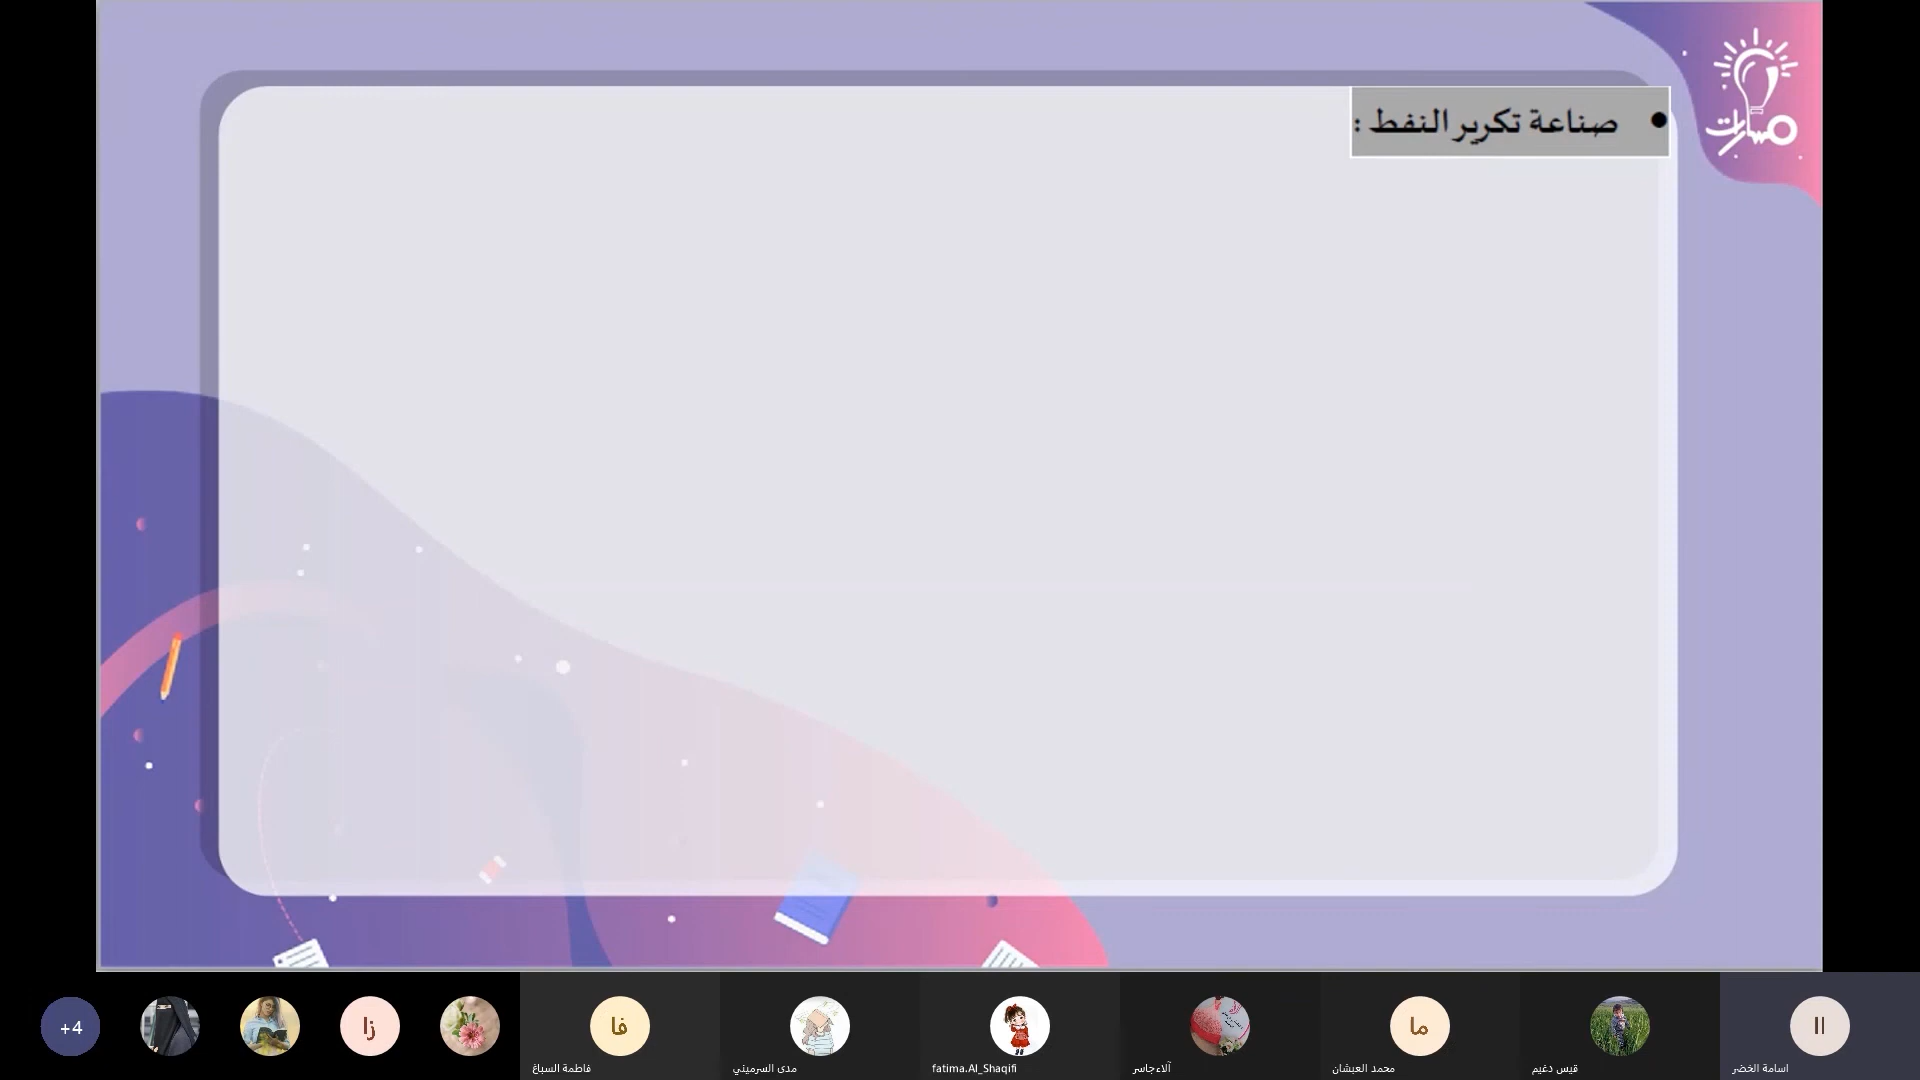 • صناعة تكرير النفط :
مسارات
+4
زا
فا
ما
اا
فاطمة السباغ
مدى السرميني
fatima.Al_Shaqifi
آلاء جاسر
محمد العبشان
قيس دغيم
اسامة الخضر